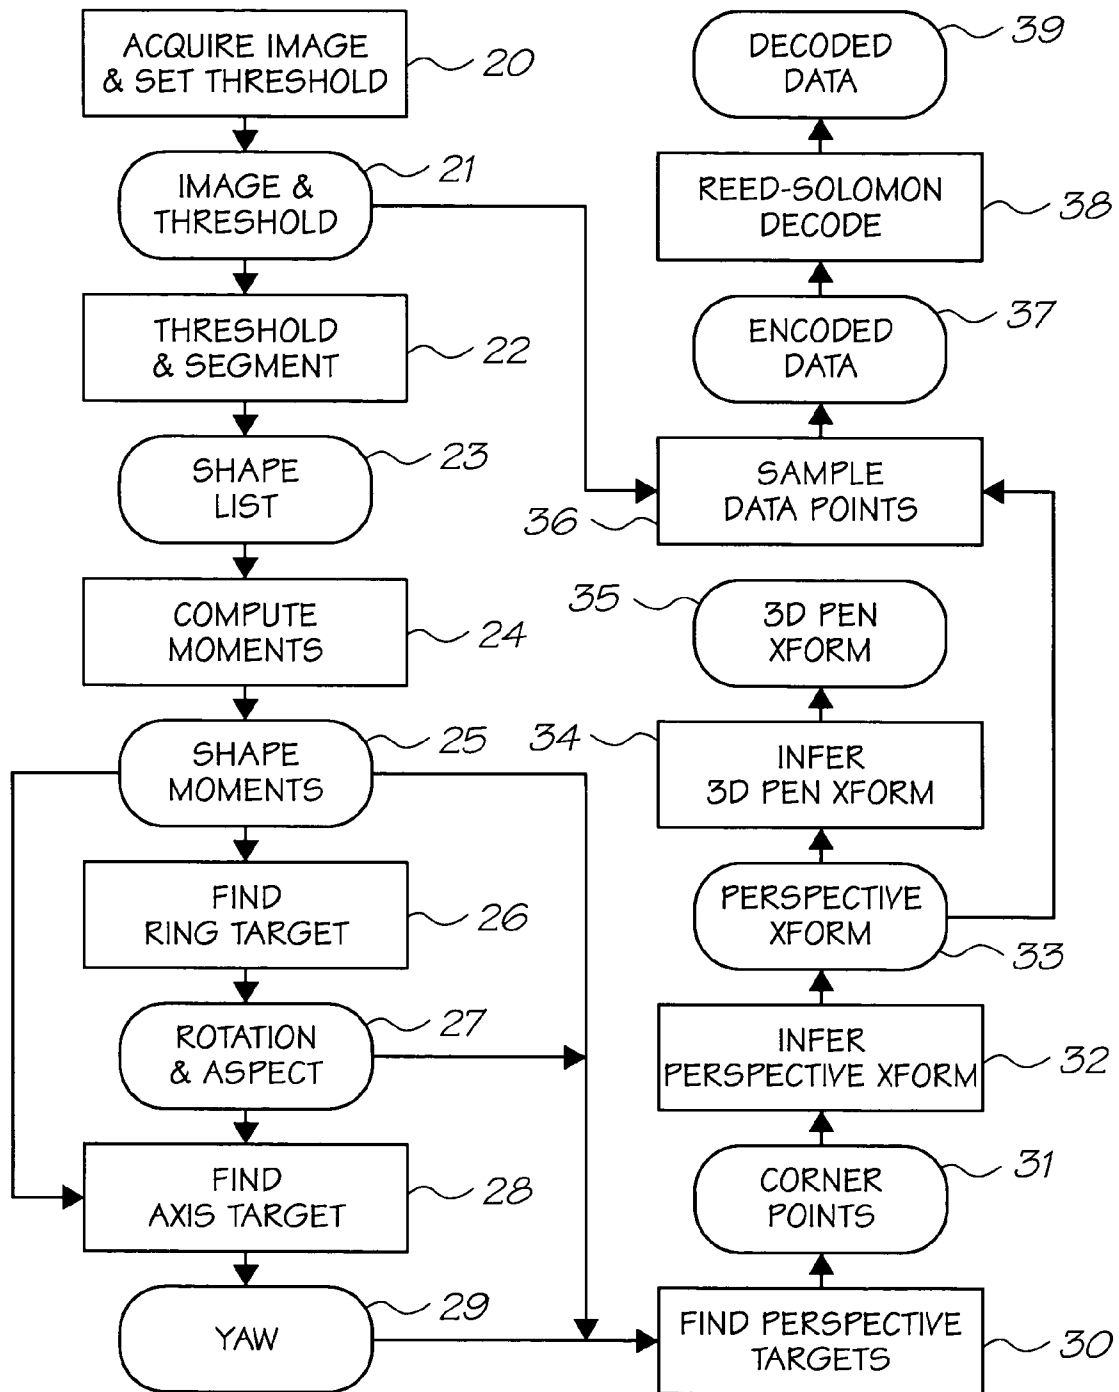 ACQUIRE IMAGE
& SET THRESHOLD
20
IMAGE &
THRESHOLD
21
THRESHOLD
& SEGMENT
22
SHAPE
LIST
23
COMPUTE
MOMENTS
24
SHAPE
MOMENTS
25
FIND
RING TARGET
26
ROTATION
& ASPECT
27
FIND
AXIS TARGET
28
YAW
29
DECODED
DATA
39
REED-SOLOMON
DECODE
38
ENCODED
DATA
37
SAMPLE
DATA POINTS
36
3D PEN
XFORM
35
INFER
3D PEN XFORM
34
PERSPECTIVE
XFORM
33
INFER
PERSPECTIVE XFORM
32
CORNER
POINTS
31
FIND PERSPECTIVE
TARGETS
30